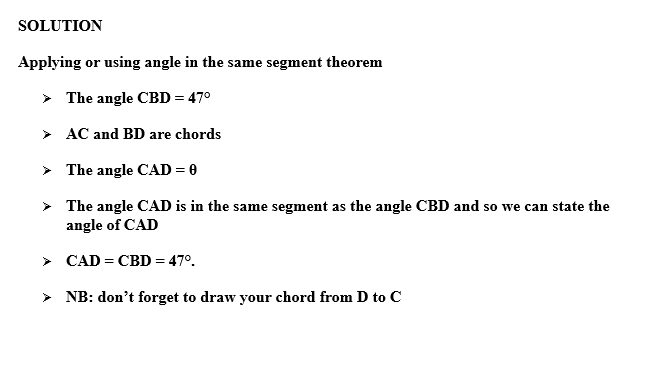 SOLUTION
Applying or using angle in the same segment theorem
➢ The angle CBD = 47°
➢ AC and BD are chords
➢ The angle CAD = θ
➢ The angle CAD is in the same segment as the angle CBD and so we can state the
angle of CAD
➢ CAD = CBD = 47°.
➢ NB: don’t forget to draw your chord from D to C